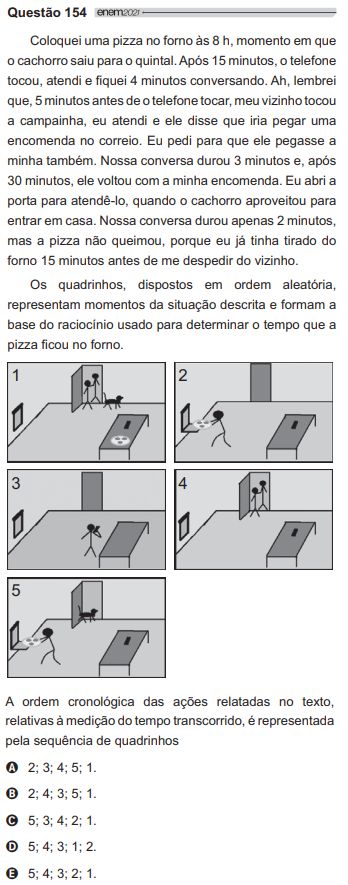 Questão 154 enem2021
Coloquei uma pizza no forno às 8 h, momento em que
o cachorro saiu para o quintal. Após 15 minutos, o telefone
tocou, atendi e fiquei 4 minutos conversando. Ah, lembrei
que, 5 minutos antes de o telefone tocar, meu vizinho tocou
a campainha, eu atendi e ele disse que iria pegar uma
encomenda no correio. Eu pedi para que ele pegasse a
minha também. Nossa conversa durou 3 minutos e, após
30 minutos, ele voltou com a minha encomenda. Eu abri a
porta para atendê-lo, quando o cachorro aproveitou para
entrar em casa. Nossa conversa durou apenas 2 minutos,
mas a pizza não queimou, porque eu já tinha tirado do
forno 15 minutos antes de me despedir do vizinho.
Os quadrinhos, dispostos em ordem aleatória,
representam momentos da situação descrita e formam a
base do raciocínio usado para determinar o tempo que a
pizza ficou no forno.
1
2
3
4
5
A ordem cronológica das ações relatadas no texto,
relativas à medição do tempo transcorrido, é representada
pela sequência de quadrinhos
A 2; 3; 4; 5; 1.
B 2; 4; 3; 5; 1.
C 5; 3; 4; 2; 1.
D 5; 4; 3; 1; 2.
E 5; 4; 3; 2; 1.